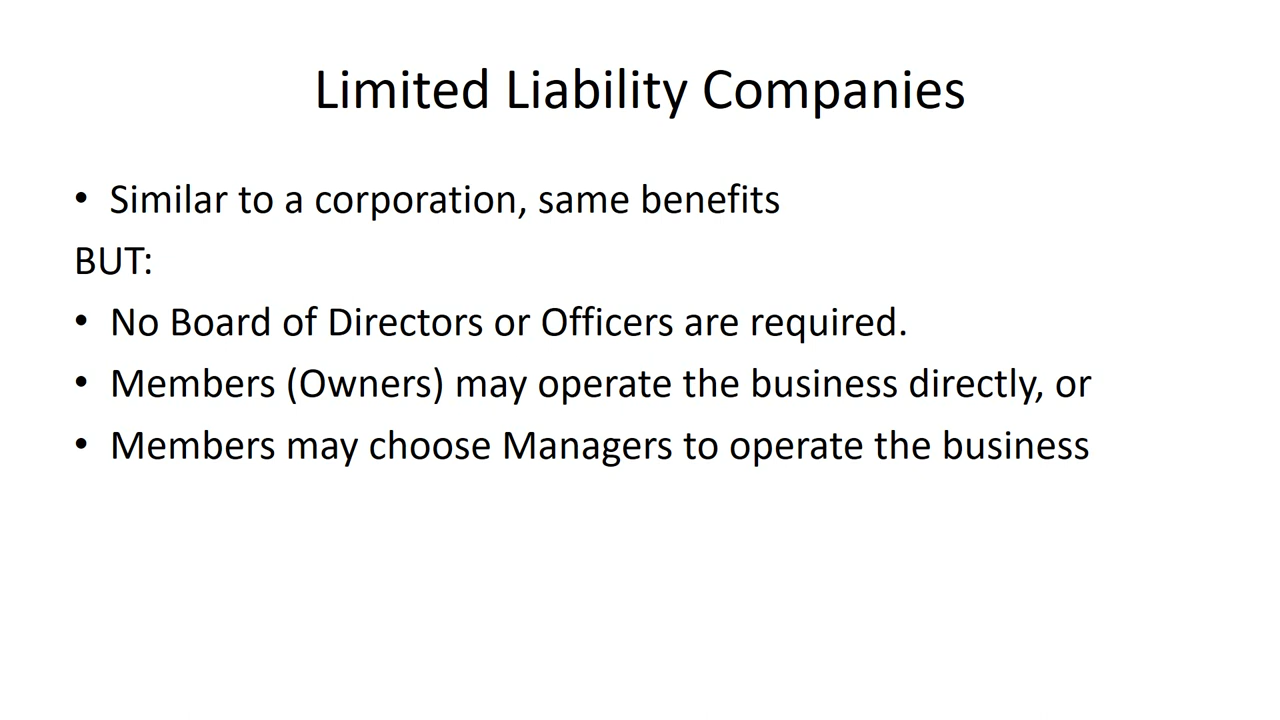 Limited Liability Companies
• Similar to a corporation, same benefits
BUT:
• No Board of Directors or Officers are required.
• Members (Owners) may operate the business directly, or
• Members may choose Managers to operate the business